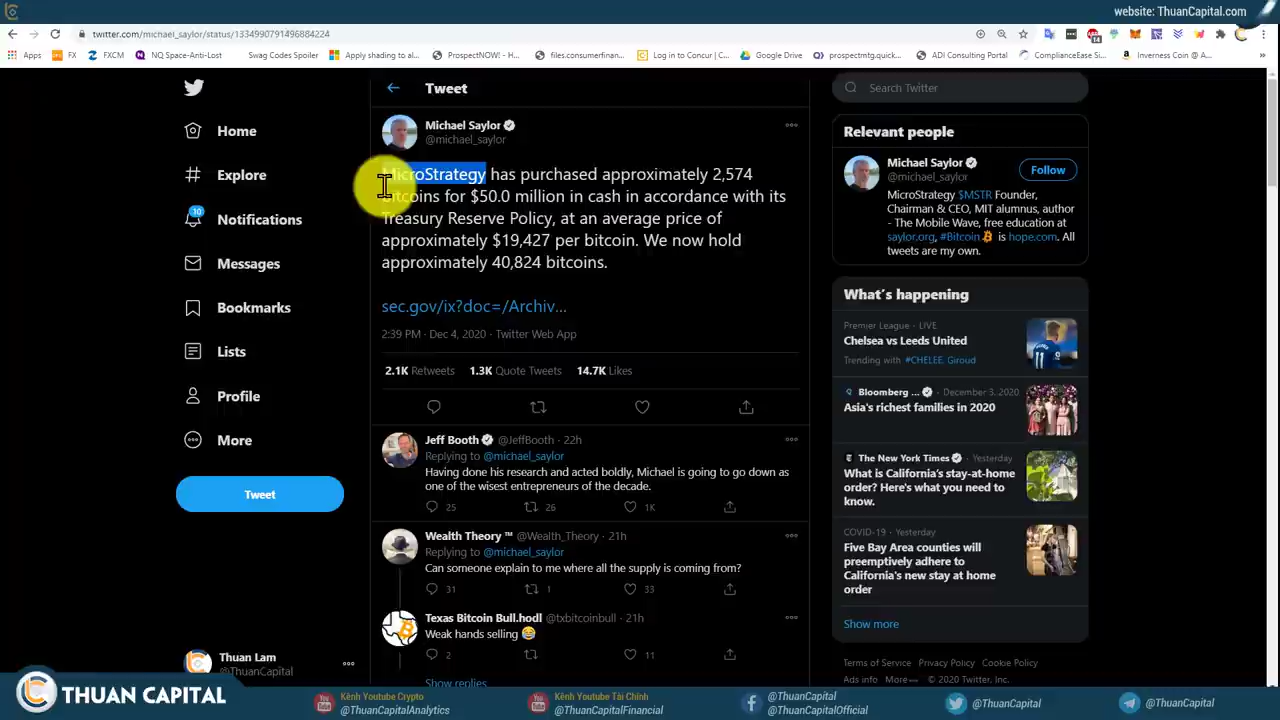 website: ThuanCapital.com
twitter.com/michael_saylor/status/1334990791496884224
Apps
FX
FXCM
NQ Space-Anti-Lost
Swag Codes Spoiler
Apply shading to al...
ProspectNOW! - H...
files.consumerfinan...
Log in to Concur | C...
Google Drive
prospectmtg.quick...
ADI Consulting Portal
ComplianceEase Si...
Inverness Coin @ A...
Tweet
Search Twitter
Home
Explore
10
Notifications
Messages
Bookmarks
Lists
Profile
More
Tweet
Thuan Lam
@ThuanCapital
Michael Saylor
@michael_saylor
MicroStrategy has purchased approximately 2,574
bitcoins for $50.0 million in cash in accordance with its
Treasury Reserve Policy, at an average price of
approximately $19,427 per bitcoin. We now hold
approximately 40,824 bitcoins.
sec.gov/ix?doc=/Archiv...
2:39 PM · Dec 4, 2020 · Twitter Web App
2.1K Retweets 1.3K Quote Tweets 14.7K Likes
Jeff Booth @JeffBooth · 22h
Replying to @michael_saylor
Having done his research and acted boldly, Michael is going to go down as
one of the wisest entrepreneurs of the decade.
25 26 1K
Wealth Theory ™ @Wealth_Theory · 21h
Replying to @michael_saylor
Can someone explain to me where all the supply is coming from?
31 1 33
Texas Bitcoin Bull.hodl @txbitcoinbull · 21h
Weak hands selling 😂
2 11
Show replies
Relevant people
Michael Saylor
@michael_saylor
Follow
MicroStrategy $MSTR Founder,
Chairman & CEO, MIT alumnus, author
- The Mobile Wave, free education at
saylor.org, #Bitcoin is hope.com. All
tweets are my own.
What's happening
Premier League · LIVE
Chelsea vs Leeds United
Trending with #CHELEE, Giroud
Bloomberg ... · December 3, 2020
Asia's richest families in 2020
The New York Times · Yesterday
What is California's stay-at-home
order? Here's what you need to
know.
COVID-19 · Yesterday
Five Bay Area counties will
preemptively adhere to
California's new stay at home
order
Show more
Terms of Service Privacy Policy Cookie Policy
Ads info More © 2020 Twitter, Inc.
THUAN CAPITAL
Kênh Youtube Crypto
@ThuanCapitalAnalytics
Kênh Youtube Tài Chính
@ThuanCapitalFinancial
@ThuanCapital
@ThuanCapitalOfficial
@ThuanCapital
@ThuanCapital